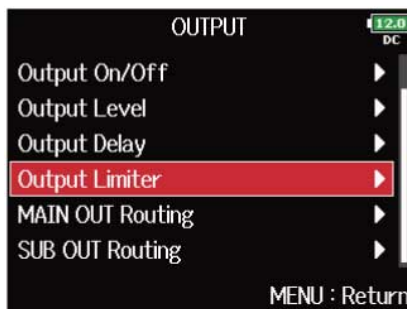 OUTPUT
12.0
DC
Output On/Off
Output Level
Output Delay
Output Limiter
MAIN OUT Routing
SUB OUT Routing
MENU : Return